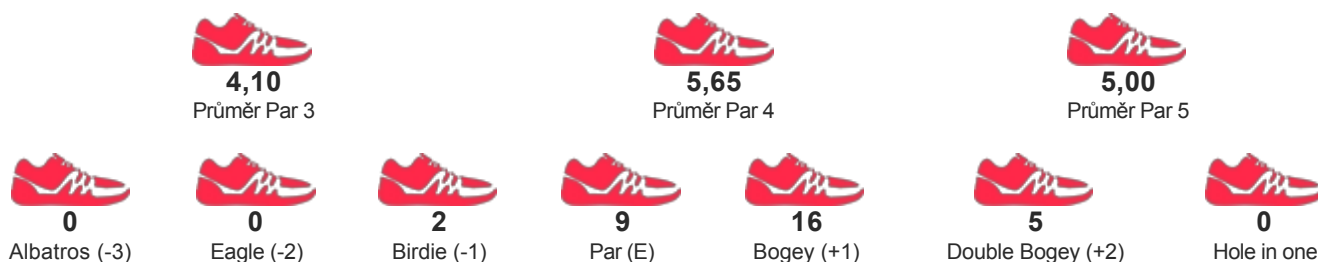 4,10 5,65 5,00
Průměr Par 3 Průměr Par 4 Průměr Par 5
0 0 2 9 16 5 0
Albatros (-3) Eagle (-2) Birdie (-1) Par (E) Bogey (+1) Double Bogey (+2) Hole in one